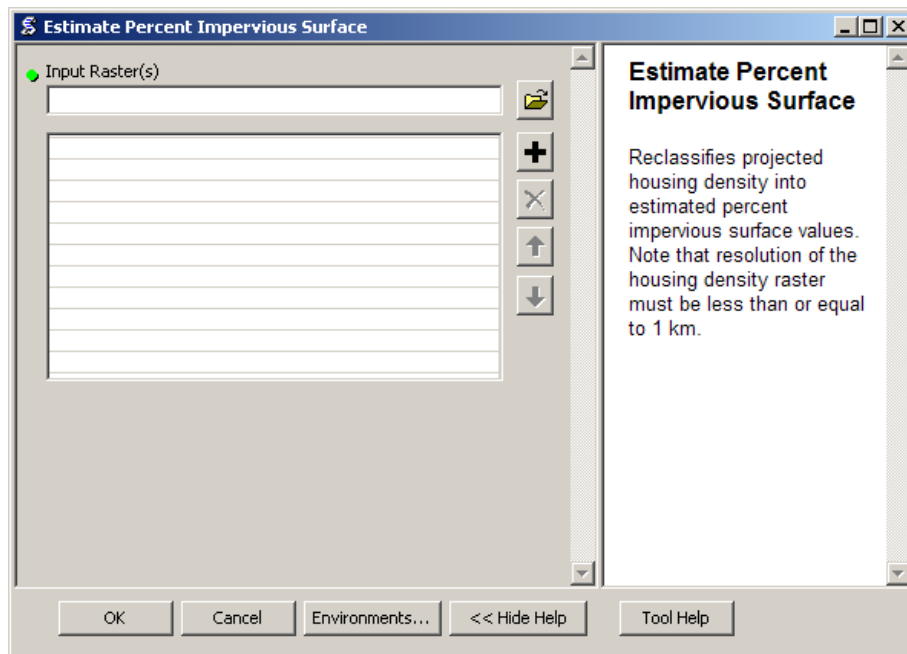 Estimate Percent Impervious Surface
Input Raster(s)
Estimate Percent
Impervious Surface
Reclassifies projected
housing density into
estimated percent
impervious surface values.
Note that resolution of the
housing density raster
must be less than or equal
to 1 km.
OK
Cancel
Environments...
<< Hide Help
Tool Help